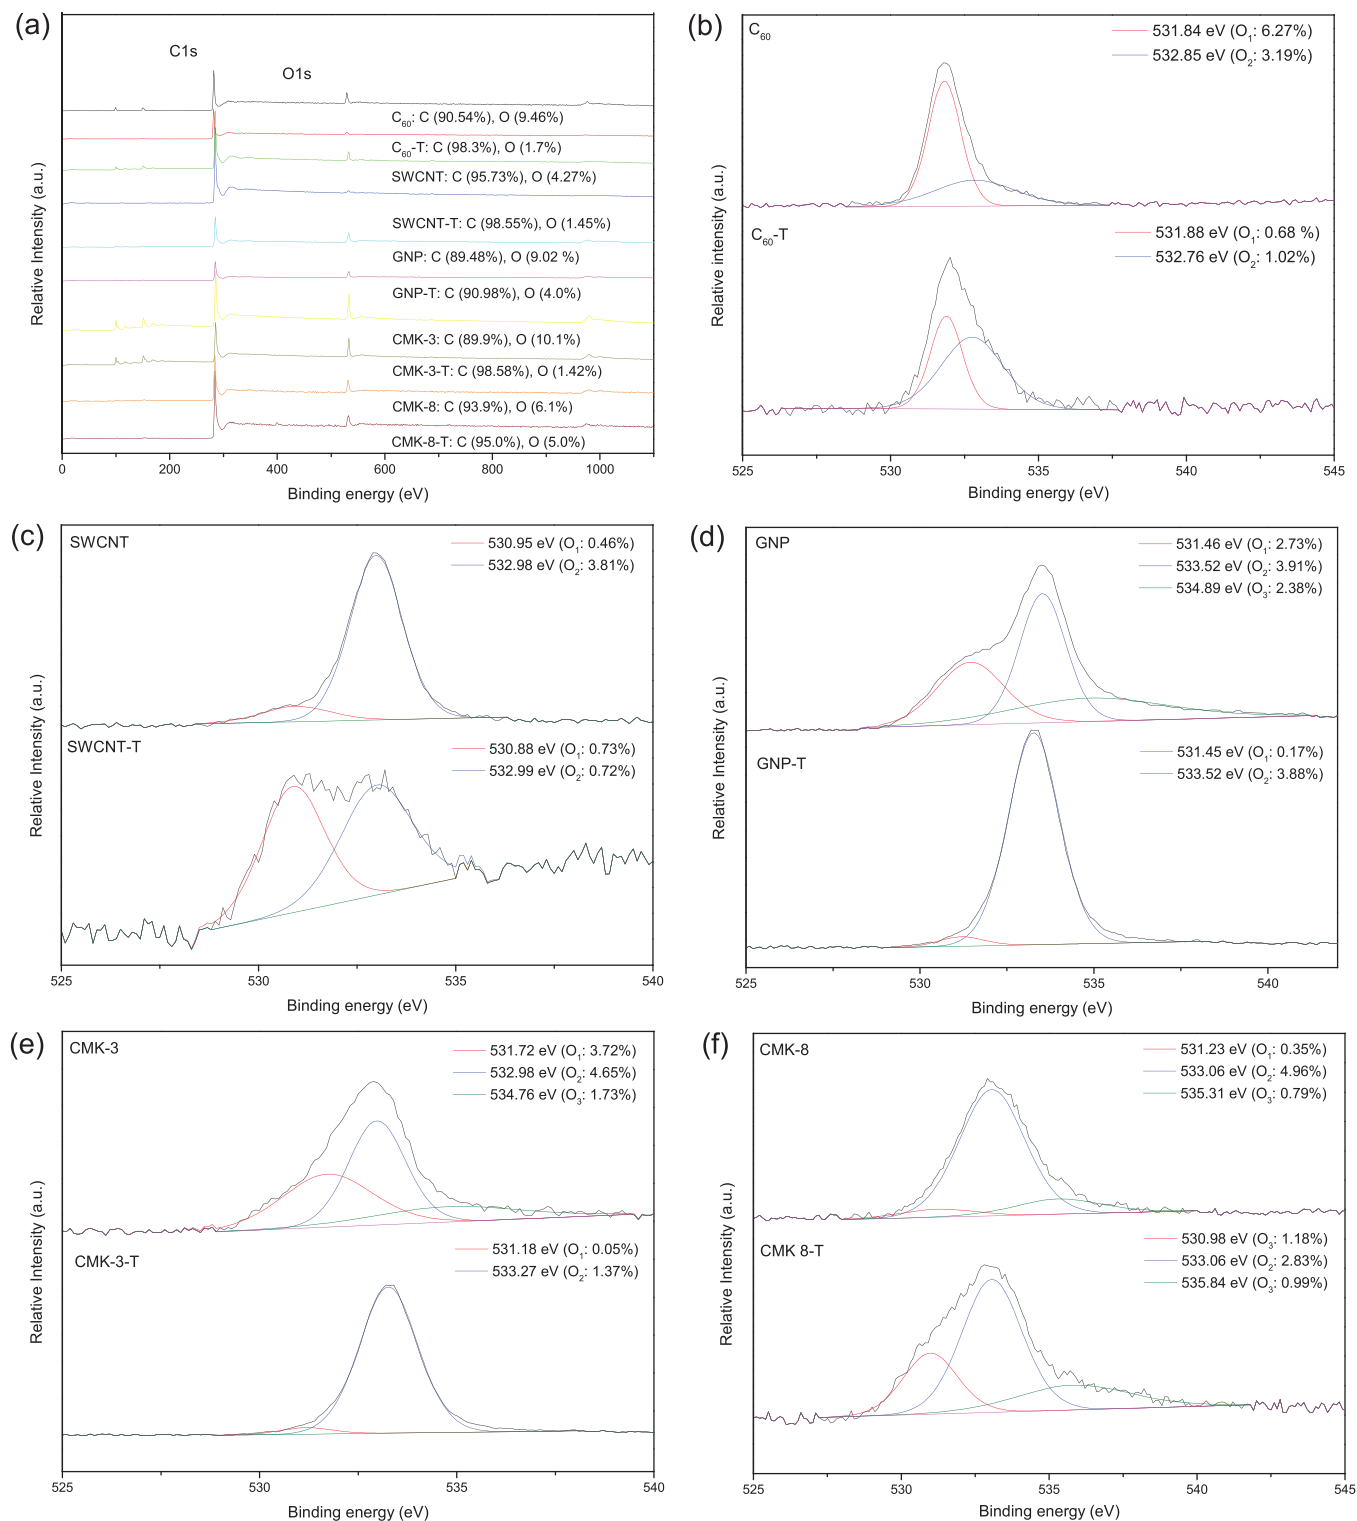 (a)
C1s
O1s
C60: C (90.54%), O (9.46%)
C60-T: C (98.3%), O (1.7%)
SWCNT: C (95.73%), O (4.27%)
SWCNT-T: C (98.55%), O (1.45%)
GNP: C (89.48%), O (9.02 %)
GNP-T: C (90.98%), O (4.0%)
CMK-3: C (89.9%), O (10.1%)
CMK-3-T: C (98.58%), O (1.42%)
CMK-8: C (93.9%), O (6.1%)
CMK-8-T: C (95.0%), O (5.0%)
Relative Intensity (a.u.)
0 200 400 600 800 1000
Binding energy (eV)
(b)
C60
531.84 eV (O1: 6.27%)
532.85 eV (O2: 3.19%)
C60-T
531.88 eV (O1: 0.68 %)
532.76 eV (O2: 1.02%)
Relative intensity (a.u.)
525 530 535 540 545
Binding energy (eV)
(c)
SWCNT
530.95 eV (O1: 0.46%)
532.98 eV (O2: 3.81%)
SWCNT-T
530.88 eV (O1: 0.73%)
532.99 eV (O2: 0.72%)
Relative Intensity (a.u.)
525 530 535 540
Binding energy (eV)
(d)
GNP
531.46 eV (O1: 2.73%)
533.52 eV (O2: 3.91%)
534.89 eV (O3: 2.38%)
GNP-T
531.45 eV (O1: 0.17%)
533.52 eV (O2: 3.88%)
Relative Intensity (a.u.)
525 530 535 540
Binding energy (eV)
(e)
CMK-3
531.72 eV (O1: 3.72%)
532.98 eV (O2: 4.65%)
534.76 eV (O3: 1.73%)
CMK-3-T
531.18 eV (O1: 0.05%)
533.27 eV (O2: 1.37%)
Relative Intensity (a.u.)
525 530 535 540
Binding energy (eV)
(f)
CMK-8
531.23 eV (O1: 0.35%)
533.06 eV (O2: 4.96%)
535.31 eV (O3: 0.79%)
CMK 8-T
530.98 eV (O3: 1.18%)
533.06 eV (O2: 2.83%)
535.84 eV (O3: 0.99%)
Relative Intensity (a.u.)
525 530 535 540 545
Binding energy (eV)